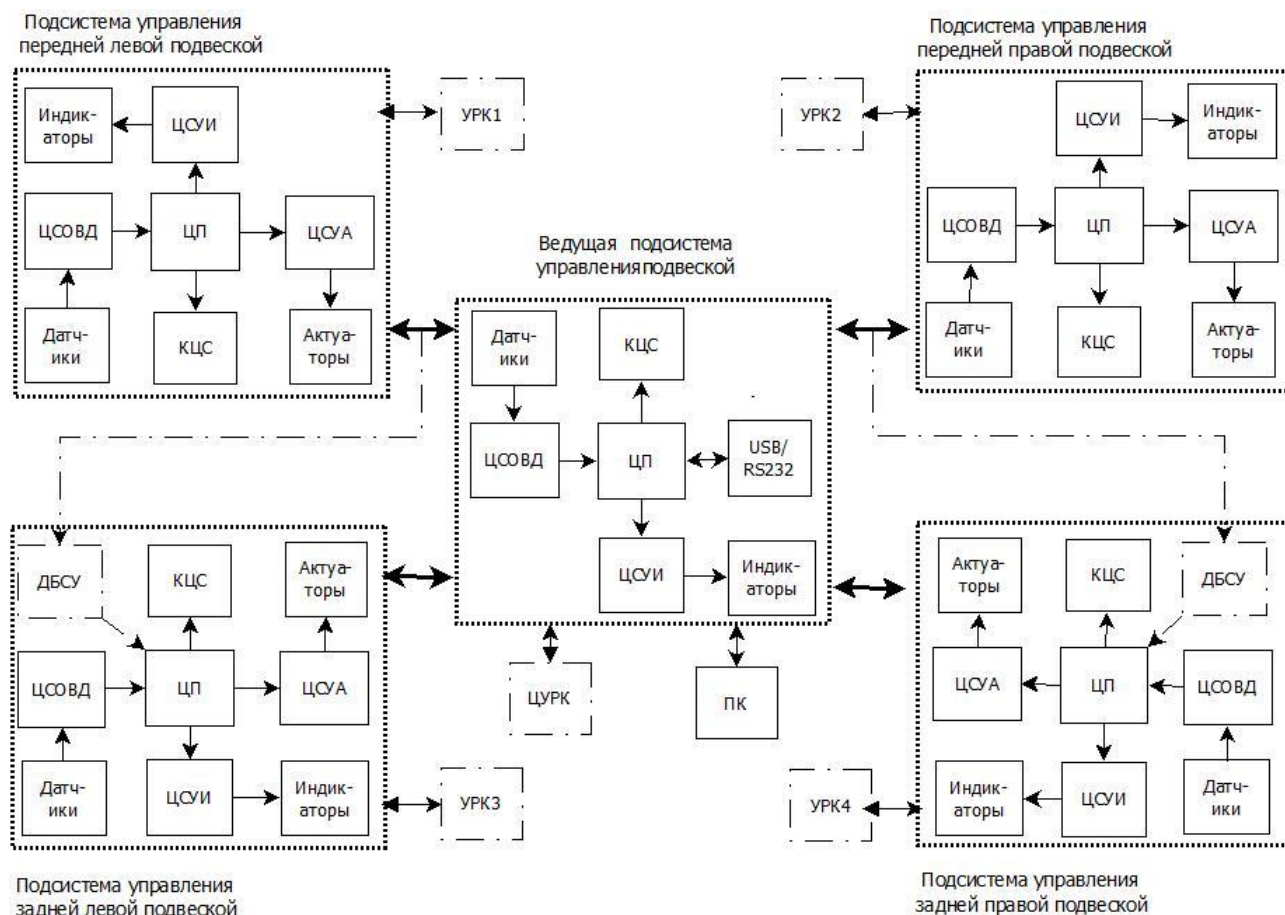 Подсистема управления
передней левой подвеской
Подсистема управления
передней правой подвеской
Индик-
аторы
ЦСУИ
УРК1
УРК2
ЦСУИ
Индик-
аторы
ЦСОВД
ЦП
ЦСУА
ЦСОВД
ЦП
ЦСУА
Ведущая подсистема
управленияподвеской
Датч-
ики
КЦС
Актуа-
торы
Датч-
ики
КЦС
Датч-
ики
КЦС
Актуа-
торы
ЦСОВД
ЦП
USB/
RS232
ДБСУ
КЦС
Актуа-
торы
ЦСУИ
Индик-
аторы
Актуа-
торы
КЦС
ДБСУ
ЦСОВД
ЦП
ЦСУА
ЦУРК
ПК
ЦСУА
ЦП
ЦСОВД
Датч-
ики
ЦСУИ
Индик-
аторы
УРК3
УРК4
Индик-
аторы
ЦСУИ
Датч-
ики
Подсистема управления
задней левой подвеской
Подсистема управления
задней правой подвеской